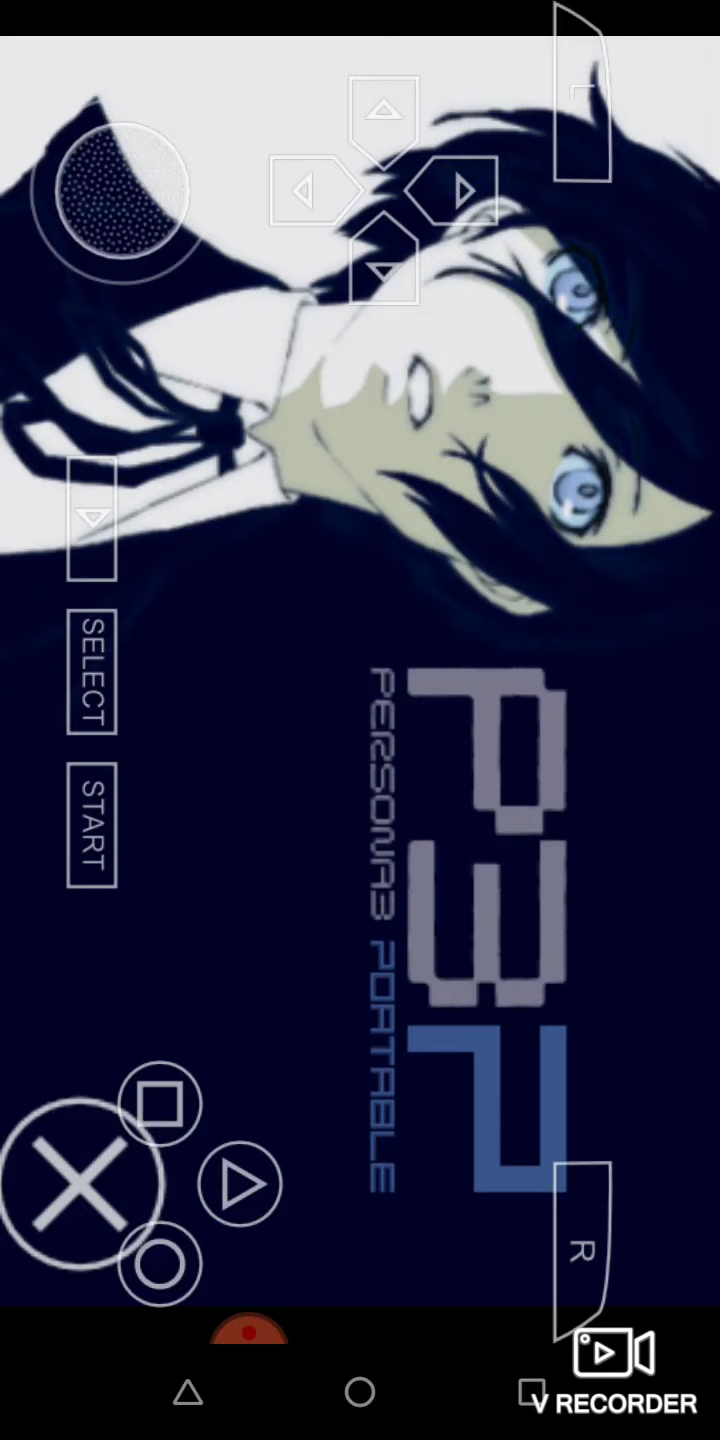 L
P3P
PERSONA3 PORTABLE
SELECT
START
R
V RECORDER